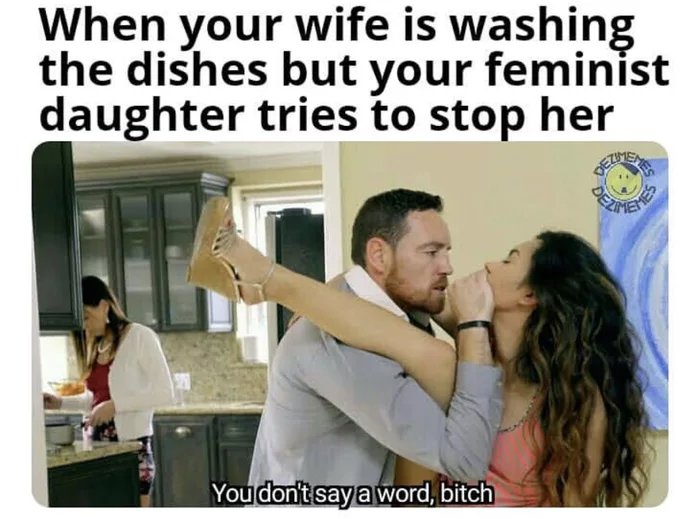 When your wife is washing
the dishes but your feminist
daughter tries to stop her
DEZIMEMES
DEZIMEMES
You don't say a word, bitch